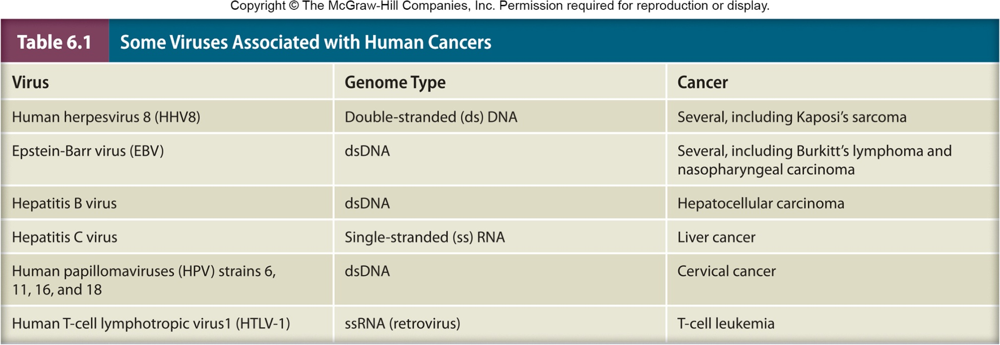 Copyright © The McGraw-Hill Companies, Inc. Permission required for reproduction or display.
Table 6.1 Some Viruses Associated with Human Cancers
Virus Genome Type Cancer
Human herpesvirus 8 (HHV8) Double-stranded (ds) DNA Several, including Kaposi’s sarcoma
Epstein-Barr virus (EBV) dsDNA Several, including Burkitt’s lymphoma and
nasopharyngeal carcinoma
Hepatitis B virus dsDNA Hepatocellular carcinoma
Hepatitis C virus Single-stranded (ss) RNA Liver cancer
Human papillomaviruses (HPV) strains 6, dsDNA Cervical cancer
11, 16, and 18
Human T-cell lymphotropic virus1 (HTLV-1) ssRNA (retrovirus) T-cell leukemia